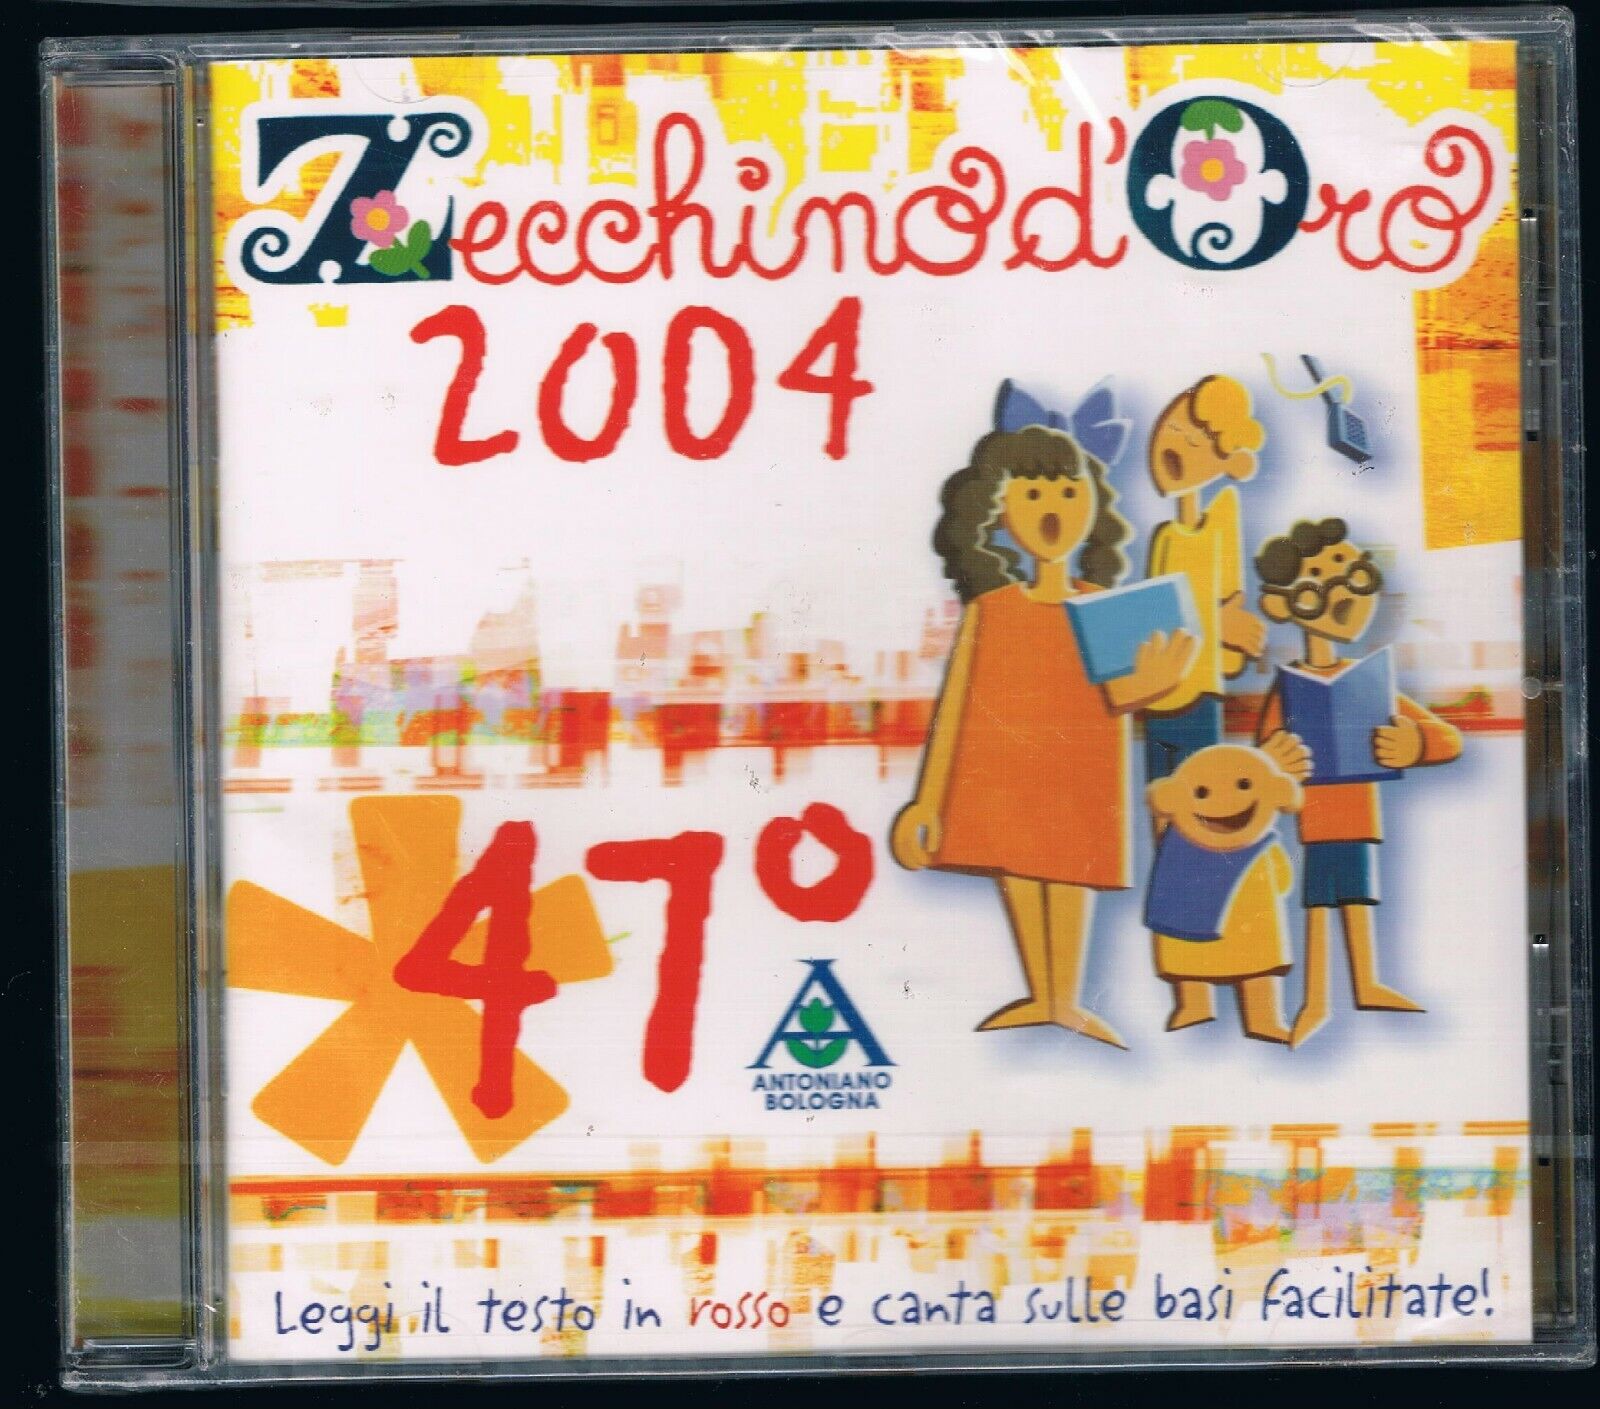 Zecchino d'Oro
2004
47°
ANTONIANO
BOLOGNA
Leggi il testo in rosso e canta sulle basi facilitate!